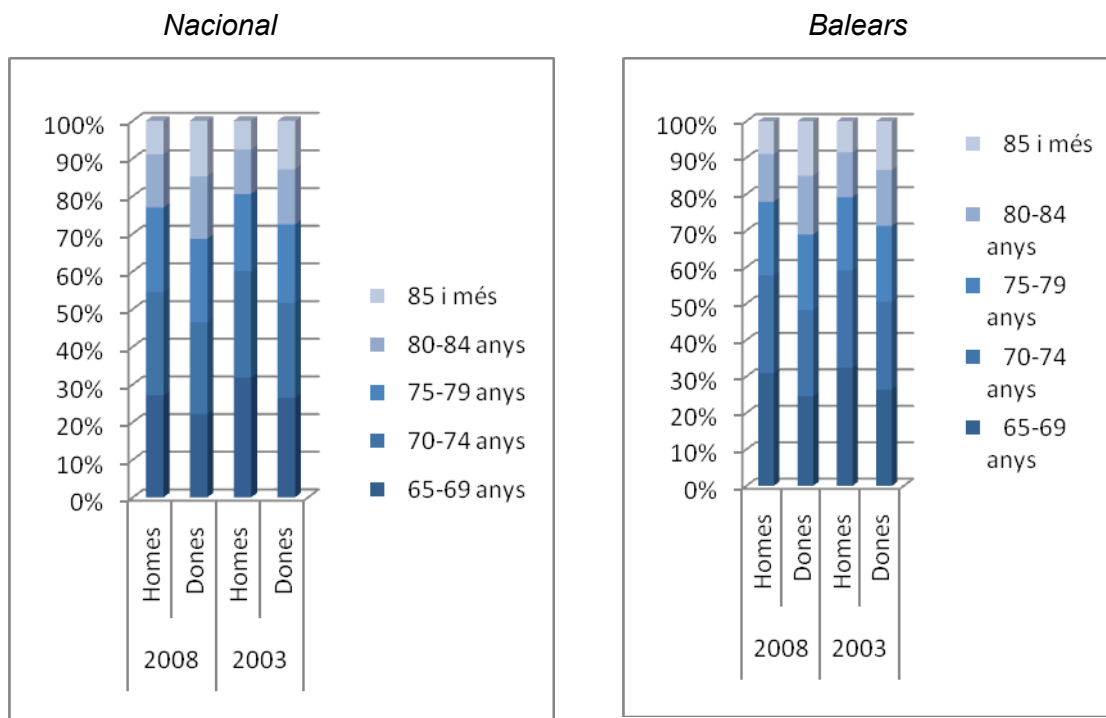 Nacional
100%
90%
80%
70%
60%
50%
40%
30%
20%
10%
0%
Homes
Dones
Homes
Dones
2008
2003
85 i més
80-84 anys
75-79 anys
70-74 anys
65-69 anys
Balears
100%
90%
80%
70%
60%
50%
40%
30%
20%
10%
0%
Homes
Dones
Homes
Dones
2008
2003
85 i més
80-84
anys
75-79
anys
70-74
anys
65-69
anys